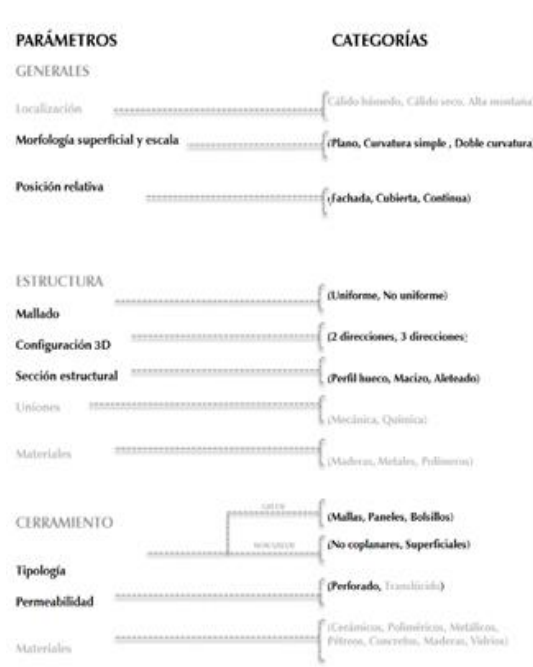 PARÁMETROS CATEGORÍAS
GENERALES
Localización (Cálido húmedo, Cálido seco, Alta montaña
Morfología superficial y escala (Plano, Curvatura simple , Doble curvatura)
Posición relativa (Fachada, Cubierta, Continua)
ESTRUCTURA
(Uniforme, No uniforme)
Mallado
Configuración 3D (2 direcciones, 3 direcciones)
Sección estructural (Perfil hueco, Macizo, Aleteado)
Uniones (Mecánica, Química)
Materiales (Maderas, Metales, Polímeros)
(Mallas, Paneles, Bolsillos)
CERRAMIENTO
(No coplanares, Superficiales)
Tipología
Permeabilidad (Perforado, Translúcido)
Materiales (Cerámicos, Poliméricos, Metálicos,
Pétreos, Concretos, Maderas, Vidrios)